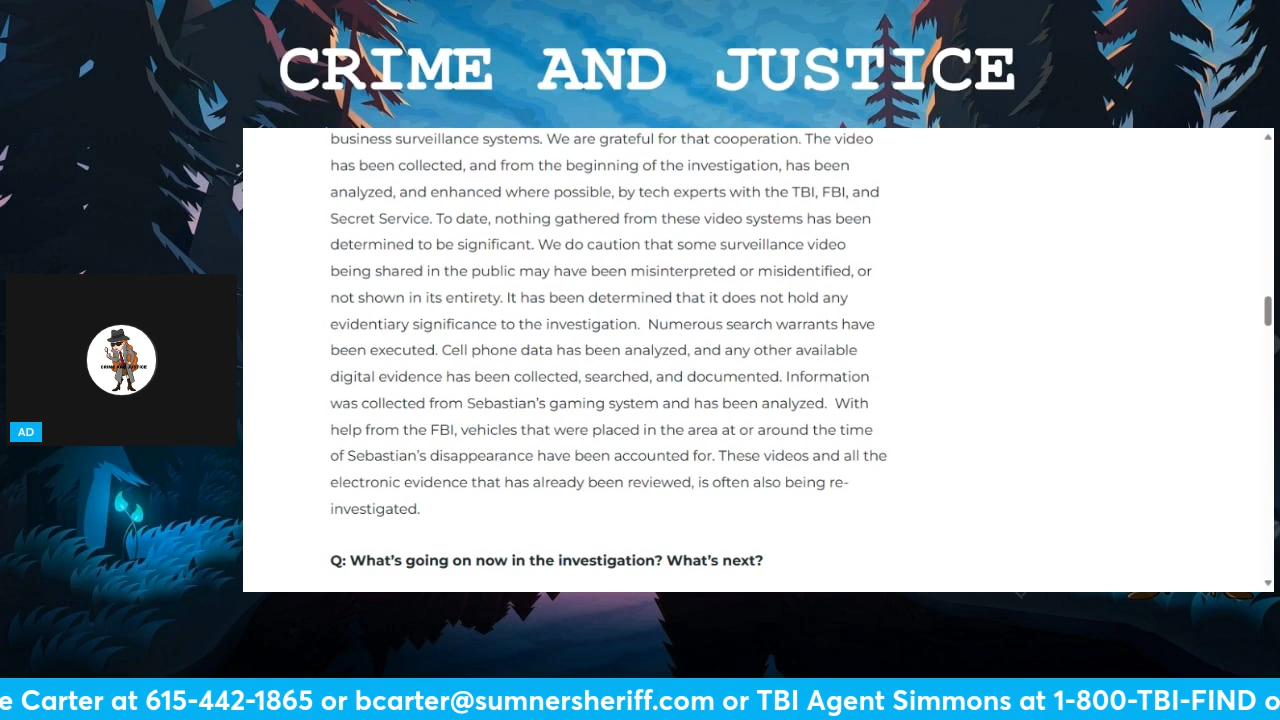 CRIME AND JUSTICE
business surveillance systems. We are grateful for that cooperation. The video
has been collected, and from the beginning of the investigation, has been
analyzed, and enhanced where possible, by tech experts with the TBI, FBI, and
Secret Service. To date, nothing gathered from these video systems has been
determined to be significant. We do caution that some surveillance video
being shared in the public may have been misinterpreted or misidentified, or
not shown in its entirety. It has been determined that it does not hold any
evidentiary significance to the investigation.  Numerous search warrants have
been executed. Cell phone data has been analyzed, and any other available
digital evidence has been collected, searched, and documented. Information
was collected from Sebastian’s gaming system and has been analyzed.  With
help from the FBI, vehicles that were placed in the area at or around the time
of Sebastian’s disappearance have been accounted for. These videos and all the
electronic evidence that has already been reviewed, is often also being re-
investigated.
Q: What’s going on now in the investigation? What’s next?
CRIME AND JUSTICE
AD
e Carter at 615-442-1865 or bcarter@sumnersheriff.com or TBI Agent Simmons at 1-800-TBI-FIND o